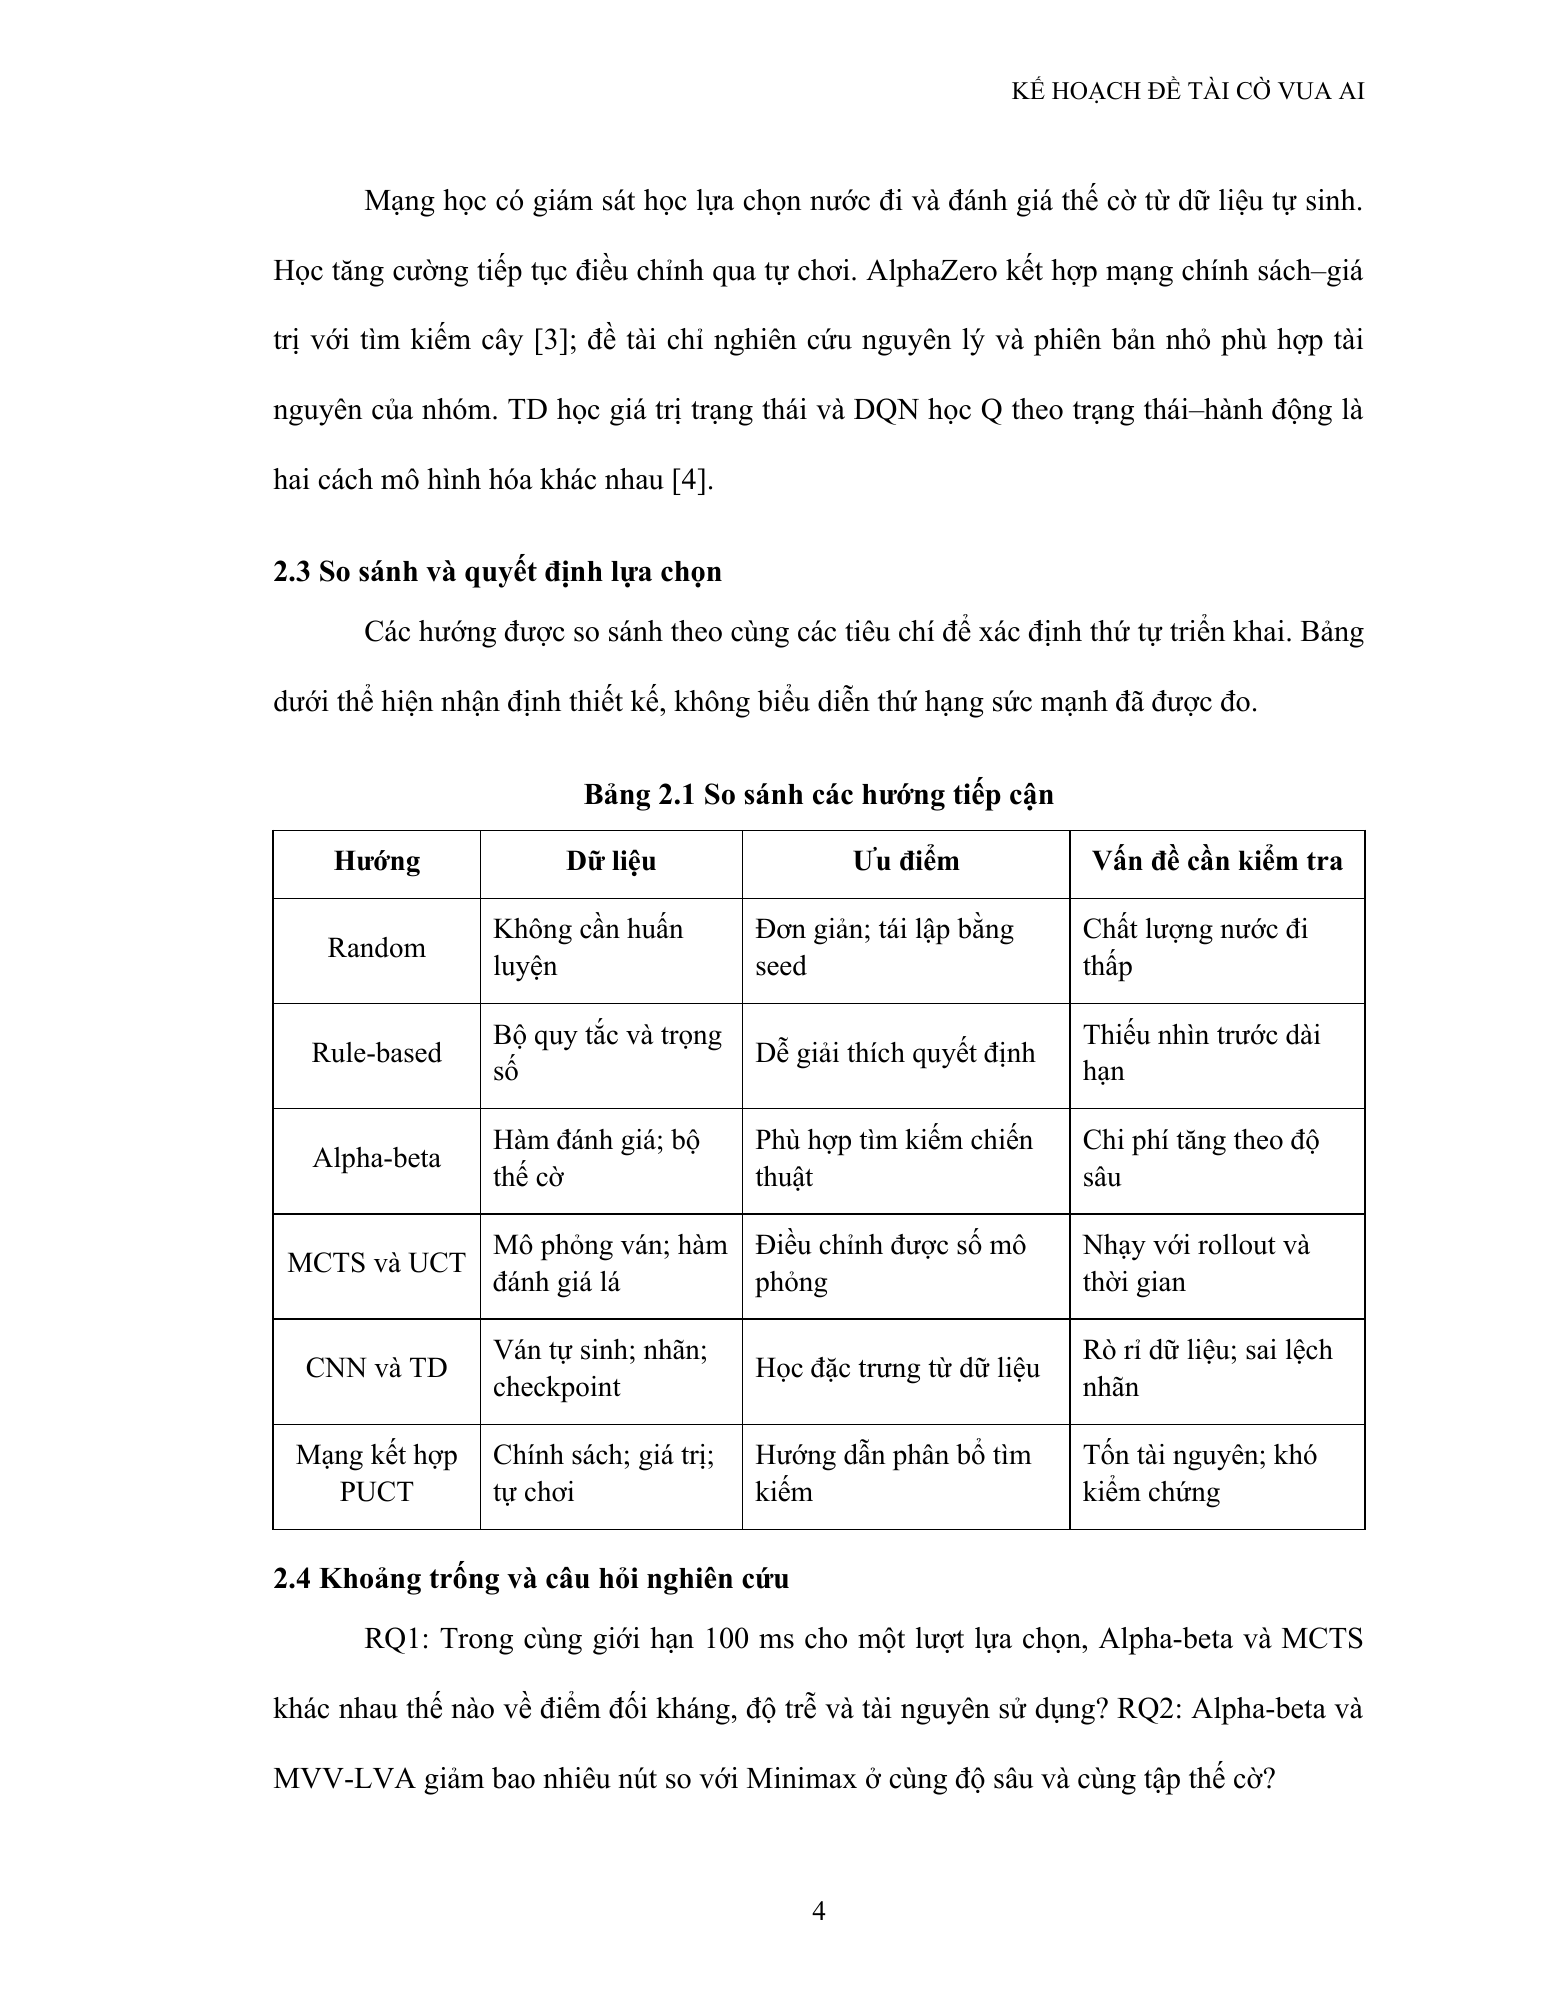 KẾ HOẠCH ĐỀ TÀI CỜ VUA AI
Mạng học có giám sát học lựa chọn nước đi và đánh giá thế cờ từ dữ liệu tự sinh.
Học tăng cường tiếp tục điều chỉnh qua tự chơi. AlphaZero kết hợp mạng chính sách–giá
trị với tìm kiếm cây [3]; đề tài chỉ nghiên cứu nguyên lý và phiên bản nhỏ phù hợp tài
nguyên của nhóm. TD học giá trị trạng thái và DQN học Q theo trạng thái–hành động là
hai cách mô hình hóa khác nhau [4].
2.3 So sánh và quyết định lựa chọn
Các hướng được so sánh theo cùng các tiêu chí để xác định thứ tự triển khai. Bảng
dưới thể hiện nhận định thiết kế, không biểu diễn thứ hạng sức mạnh đã được đo.
Bảng 2.1 So sánh các hướng tiếp cận
Hướng
Dữ liệu
Ưu điểm
Vấn đề cần kiểm tra
Random
Không cần huấn
luyện
Đơn giản; tái lập bằng
seed
Chất lượng nước đi
thấp
Rule-based
Bộ quy tắc và trọng
số
Dễ giải thích quyết định
Thiếu nhìn trước dài
hạn
Alpha-beta
Hàm đánh giá; bộ
thế cờ
Phù hợp tìm kiếm chiến
thuật
Chi phí tăng theo độ
sâu
MCTS và UCT
Mô phỏng ván; hàm
đánh giá lá
Điều chỉnh được số mô
phỏng
Nhạy với rollout và
thời gian
CNN và TD
Ván tự sinh; nhãn;
checkpoint
Học đặc trưng từ dữ liệu
Rò rỉ dữ liệu; sai lệch
nhãn
Mạng kết hợp
PUCT
Chính sách; giá trị;
tự chơi
Hướng dẫn phân bổ tìm
kiếm
Tốn tài nguyên; khó
kiểm chứng
2.4 Khoảng trống và câu hỏi nghiên cứu
RQ1: Trong cùng giới hạn 100 ms cho một lượt lựa chọn, Alpha-beta và MCTS
khác nhau thế nào về điểm đối kháng, độ trễ và tài nguyên sử dụng? RQ2: Alpha-beta và
MVV-LVA giảm bao nhiêu nút so với Minimax ở cùng độ sâu và cùng tập thế cờ?
4